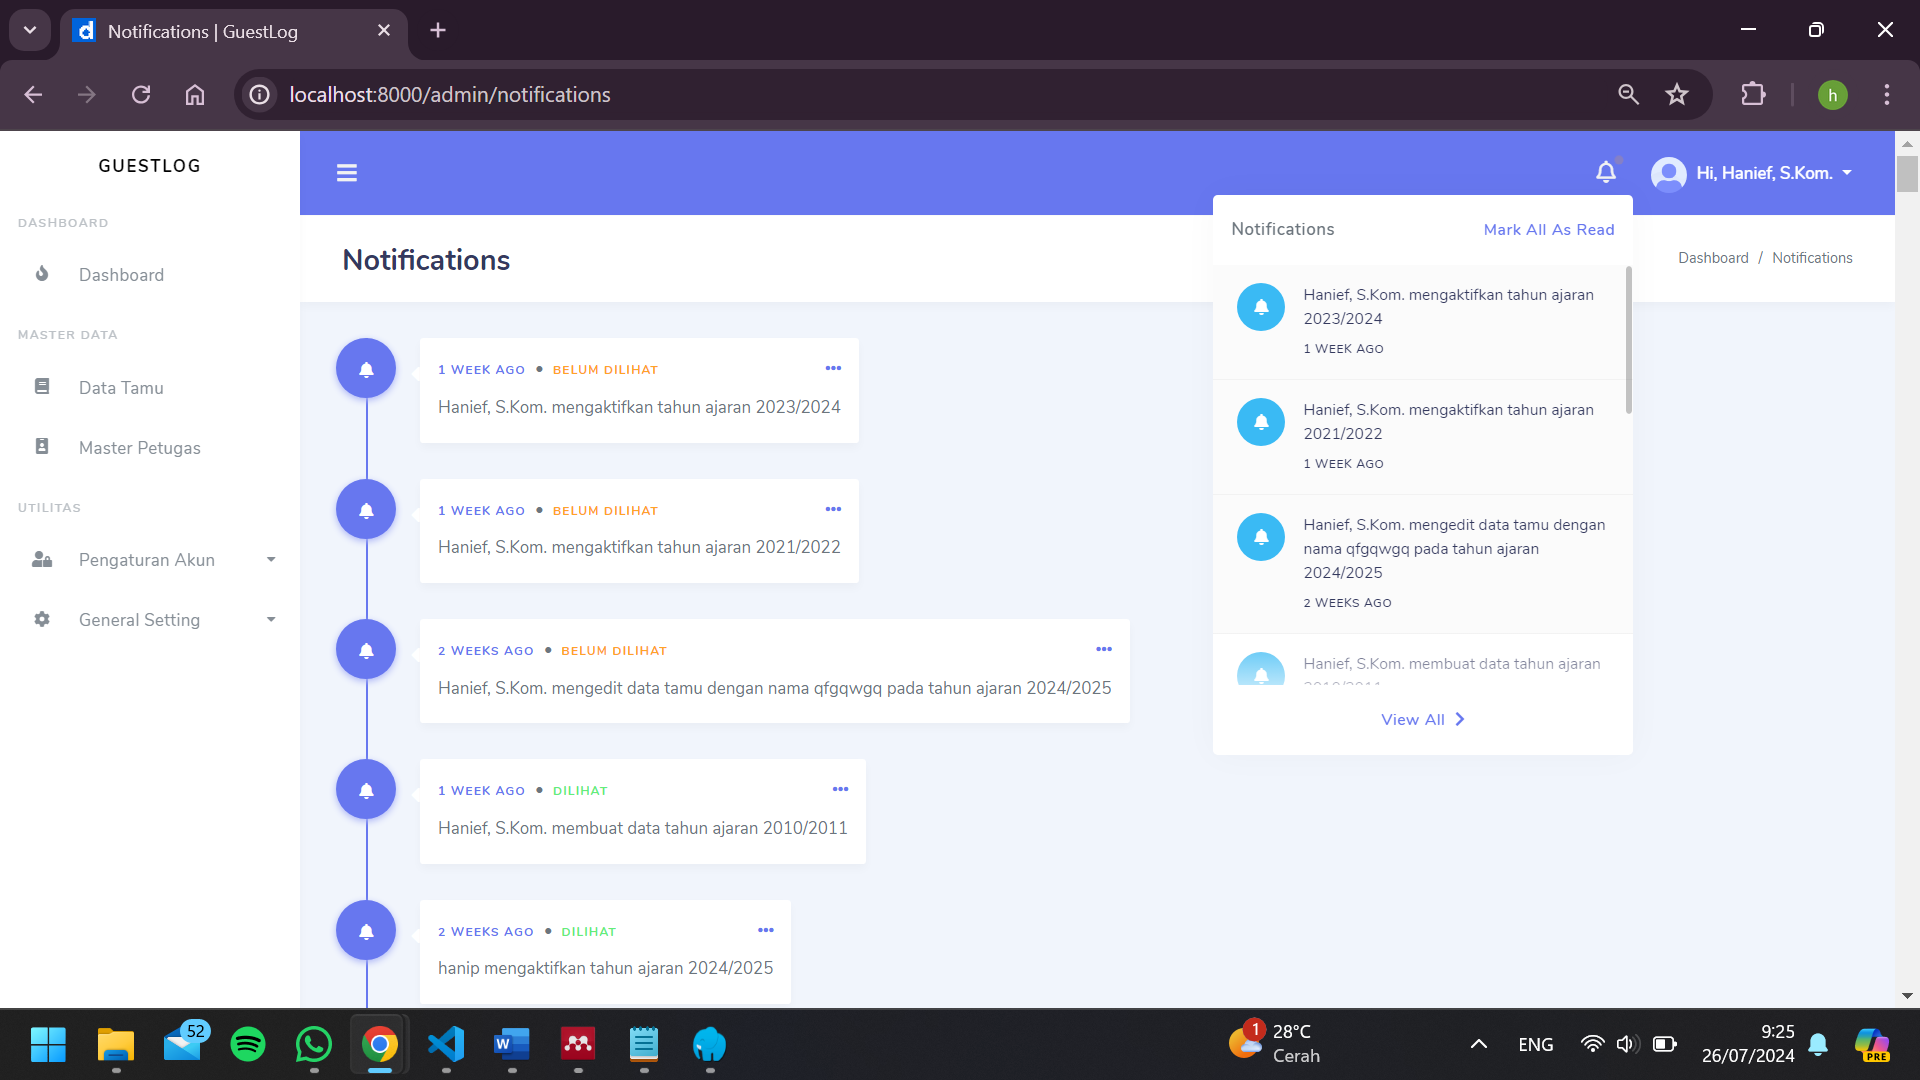 Notifications | GuestLog
localhost:8000/admin/notifications
h
GUESTLOG
Hi, Hanief, S.Kom.
DASHBOARD
Dashboard
MASTER DATA
Data Tamu
Master Petugas
UTILITAS
Pengaturan Akun
General Setting
Notifications
Dashboard / Notifications
1 WEEK AGO • BELUM DILIHAT
Hanief, S.Kom. mengaktifkan tahun ajaran 2023/2024
1 WEEK AGO • BELUM DILIHAT
Hanief, S.Kom. mengaktifkan tahun ajaran 2021/2022
2 WEEKS AGO • BELUM DILIHAT
Hanief, S.Kom. mengedit data tamu dengan nama qfgqwgq pada tahun ajaran 2024/2025
1 WEEK AGO • DILIHAT
Hanief, S.Kom. membuat data tahun ajaran 2010/2011
2 WEEKS AGO • DILIHAT
hanip mengaktifkan tahun ajaran 2024/2025
Notifications
Mark All As Read
Hanief, S.Kom. mengaktifkan tahun ajaran
2023/2024
1 WEEK AGO
Hanief, S.Kom. mengaktifkan tahun ajaran
2021/2022
1 WEEK AGO
Hanief, S.Kom. mengedit data tamu dengan
nama qfgqwgq pada tahun ajaran
2024/2025
2 WEEKS AGO
Hanief, S.Kom. membuat data tahun ajaran
2010/2011
View All
52
W
1
28°C
Cerah
ENG
9:25
26/07/2024
PRE